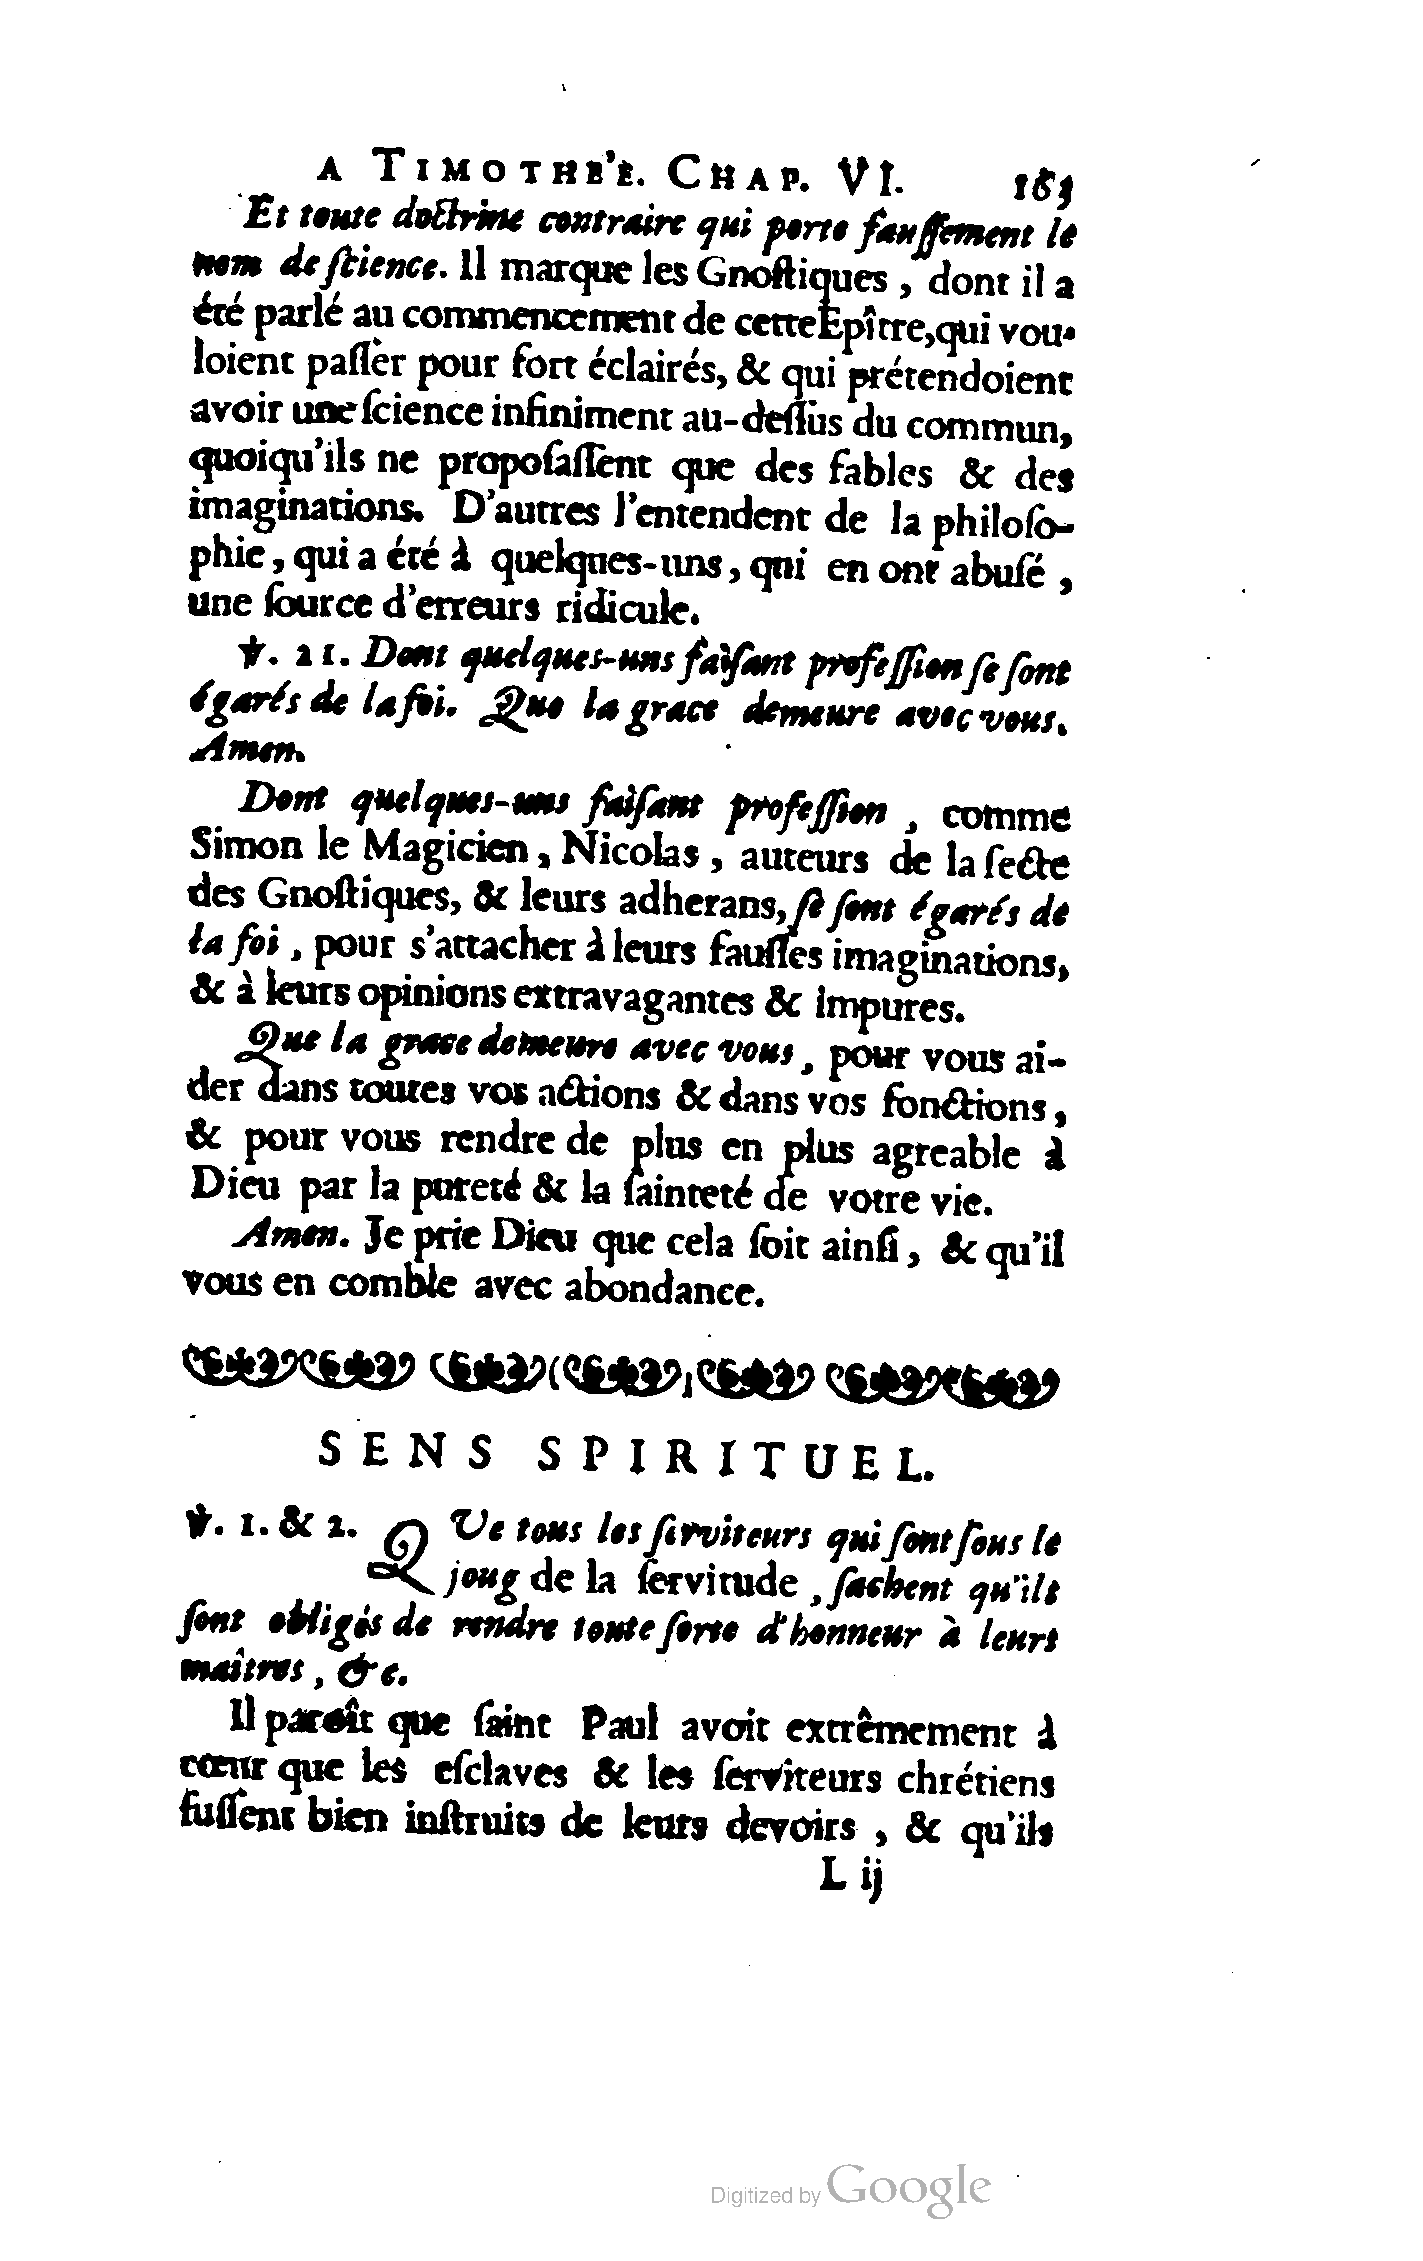 A TIMOTHE'E. CHAP. VI. 163
Et toute doctrine contraire qui porte fauſſement le
nom de ſcience. Il marque les Gnoſtiques, dont il a
été parlé au commencement de cette Epître, qui vou-
loient paſſer pour fort éclairés, & qui prétendoient
avoir une ſcience infiniment au-deſſus du commun,
quoiqu'ils ne propoſaſſent que des fables & des
imaginations. D'autres l'entendent de la philoſo-
phie, qui a été à quelques-uns, qui en ont abuſé,
une ſource d'erreurs ridicule.
℣. 21. Dont quelques-uns faiſant profeſſion ſe ſont
égarés de la foi. Que la grace demeure avec vous.
Amen.
Dont quelques-uns faiſant profeſſion, comme
Simon le Magicien, Nicolas, auteurs de la ſecte
des Gnoſtiques, & leurs adherans, ſe ſont égarés de
la foi, pour s'attacher à leurs fauſſes imaginations,
& à leurs opinions extravagantes & impures.
Que la grace demeure avec vous, pour vous ai-
der dans toutes vos actions & dans vos fonctions,
& pour vous rendre de plus en plus agreable à
Dieu par la pureté & la ſainteté de votre vie.
Amen. Je prie Dieu que cela ſoit ainſi, & qu'il
vous en comble avec abondance.
SENS SPIRITUEL.
℣. 1. & 2. QUe tous les ſerviteurs qui ſont ſous le
joug de la ſervitude, ſachent qu'ils
ſont obligés de rendre toute ſorte d'honneur à leurs
maîtres, &c.
Il paroît que ſaint Paul avoit extrêmement à
cœur que les eſclaves & les ſerviteurs chrétiens
fuſſent bien inſtruits de leurs devoirs, & qu'ils
L ij
Digitized by Google